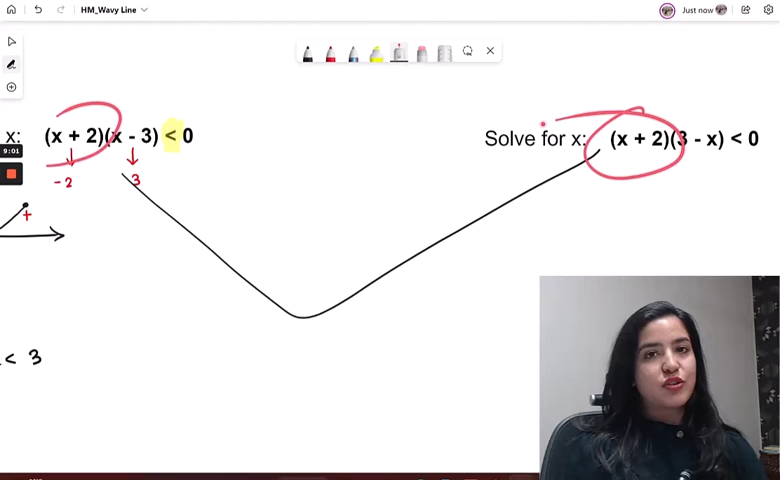 HM_Wavy Line
Just now
x: (x + 2)(x - 3) < 0
Solve for x: (x + 2)(3 - x) < 0
9:01
-2
3
+
< 3